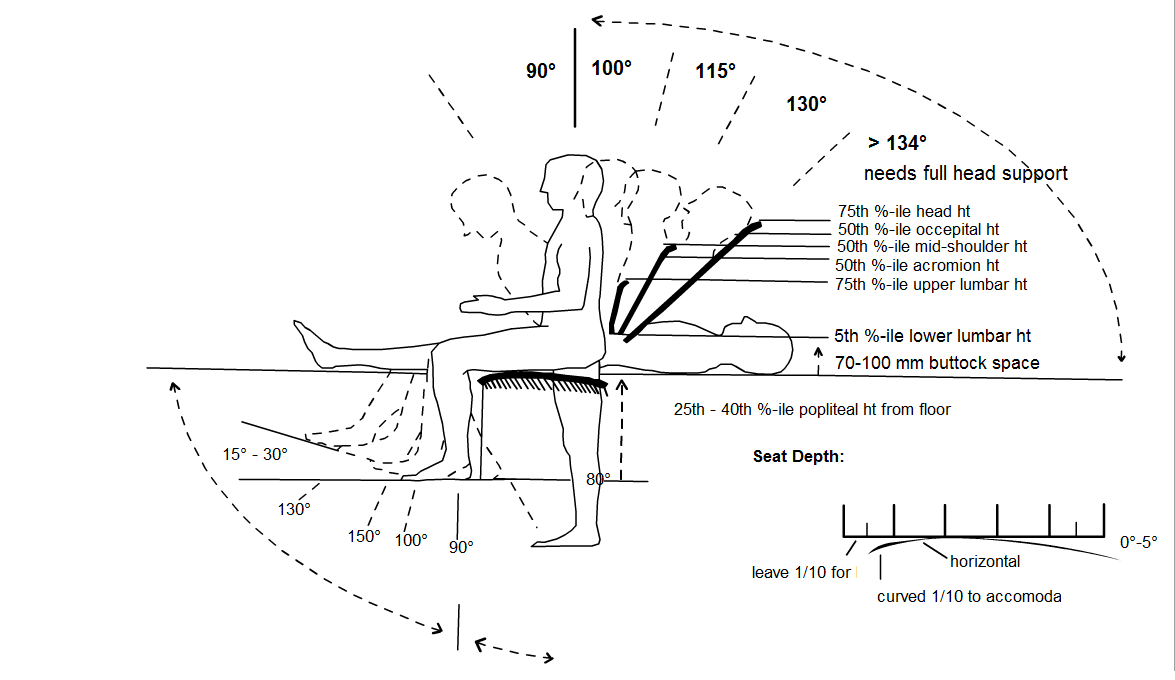 90°
100°
115°
130°
> 134°
needs full head support
75th %-ile head ht
50th %-ile occepital ht
50th %-ile mid-shoulder ht
50th %-ile acromion ht
75th %-ile upper lumbar ht
5th %-ile lower lumbar ht
70-100 mm buttock space
25th - 40th %-ile popliteal ht from floor
15° - 30°
80°
130°
150°
100°
90°
Seat Depth:
0°-5°
horizontal
leave 1/10 for
curved 1/10 to accomoda